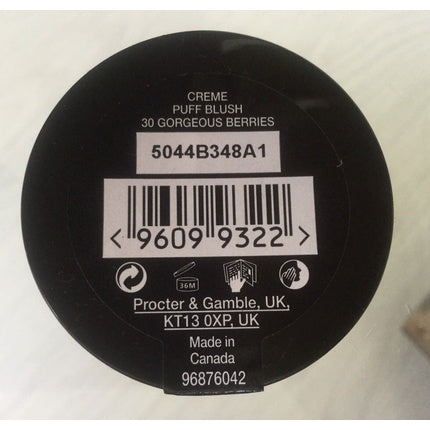 CREME
PUFF BLUSH
30 GORGEOUS BERRIES
5044B348A1
< 9609 9322 >
36M
Procter & Gamble, UK,
KT13 0XP, UK
Made in
Canada
96876042